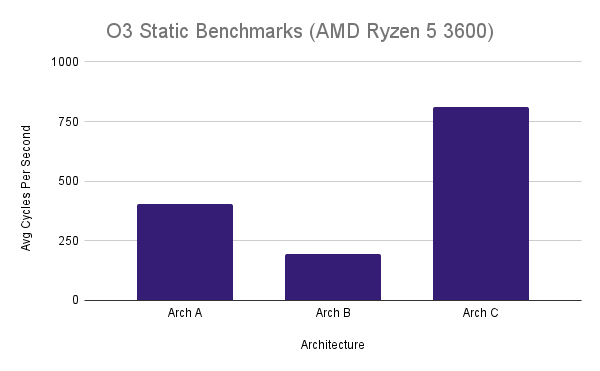 O3 Static Benchmarks (AMD Ryzen 5 3600)
1000
750
500
250
0
Avg Cycles Per Second
Arch A
Arch B
Arch C
Architecture